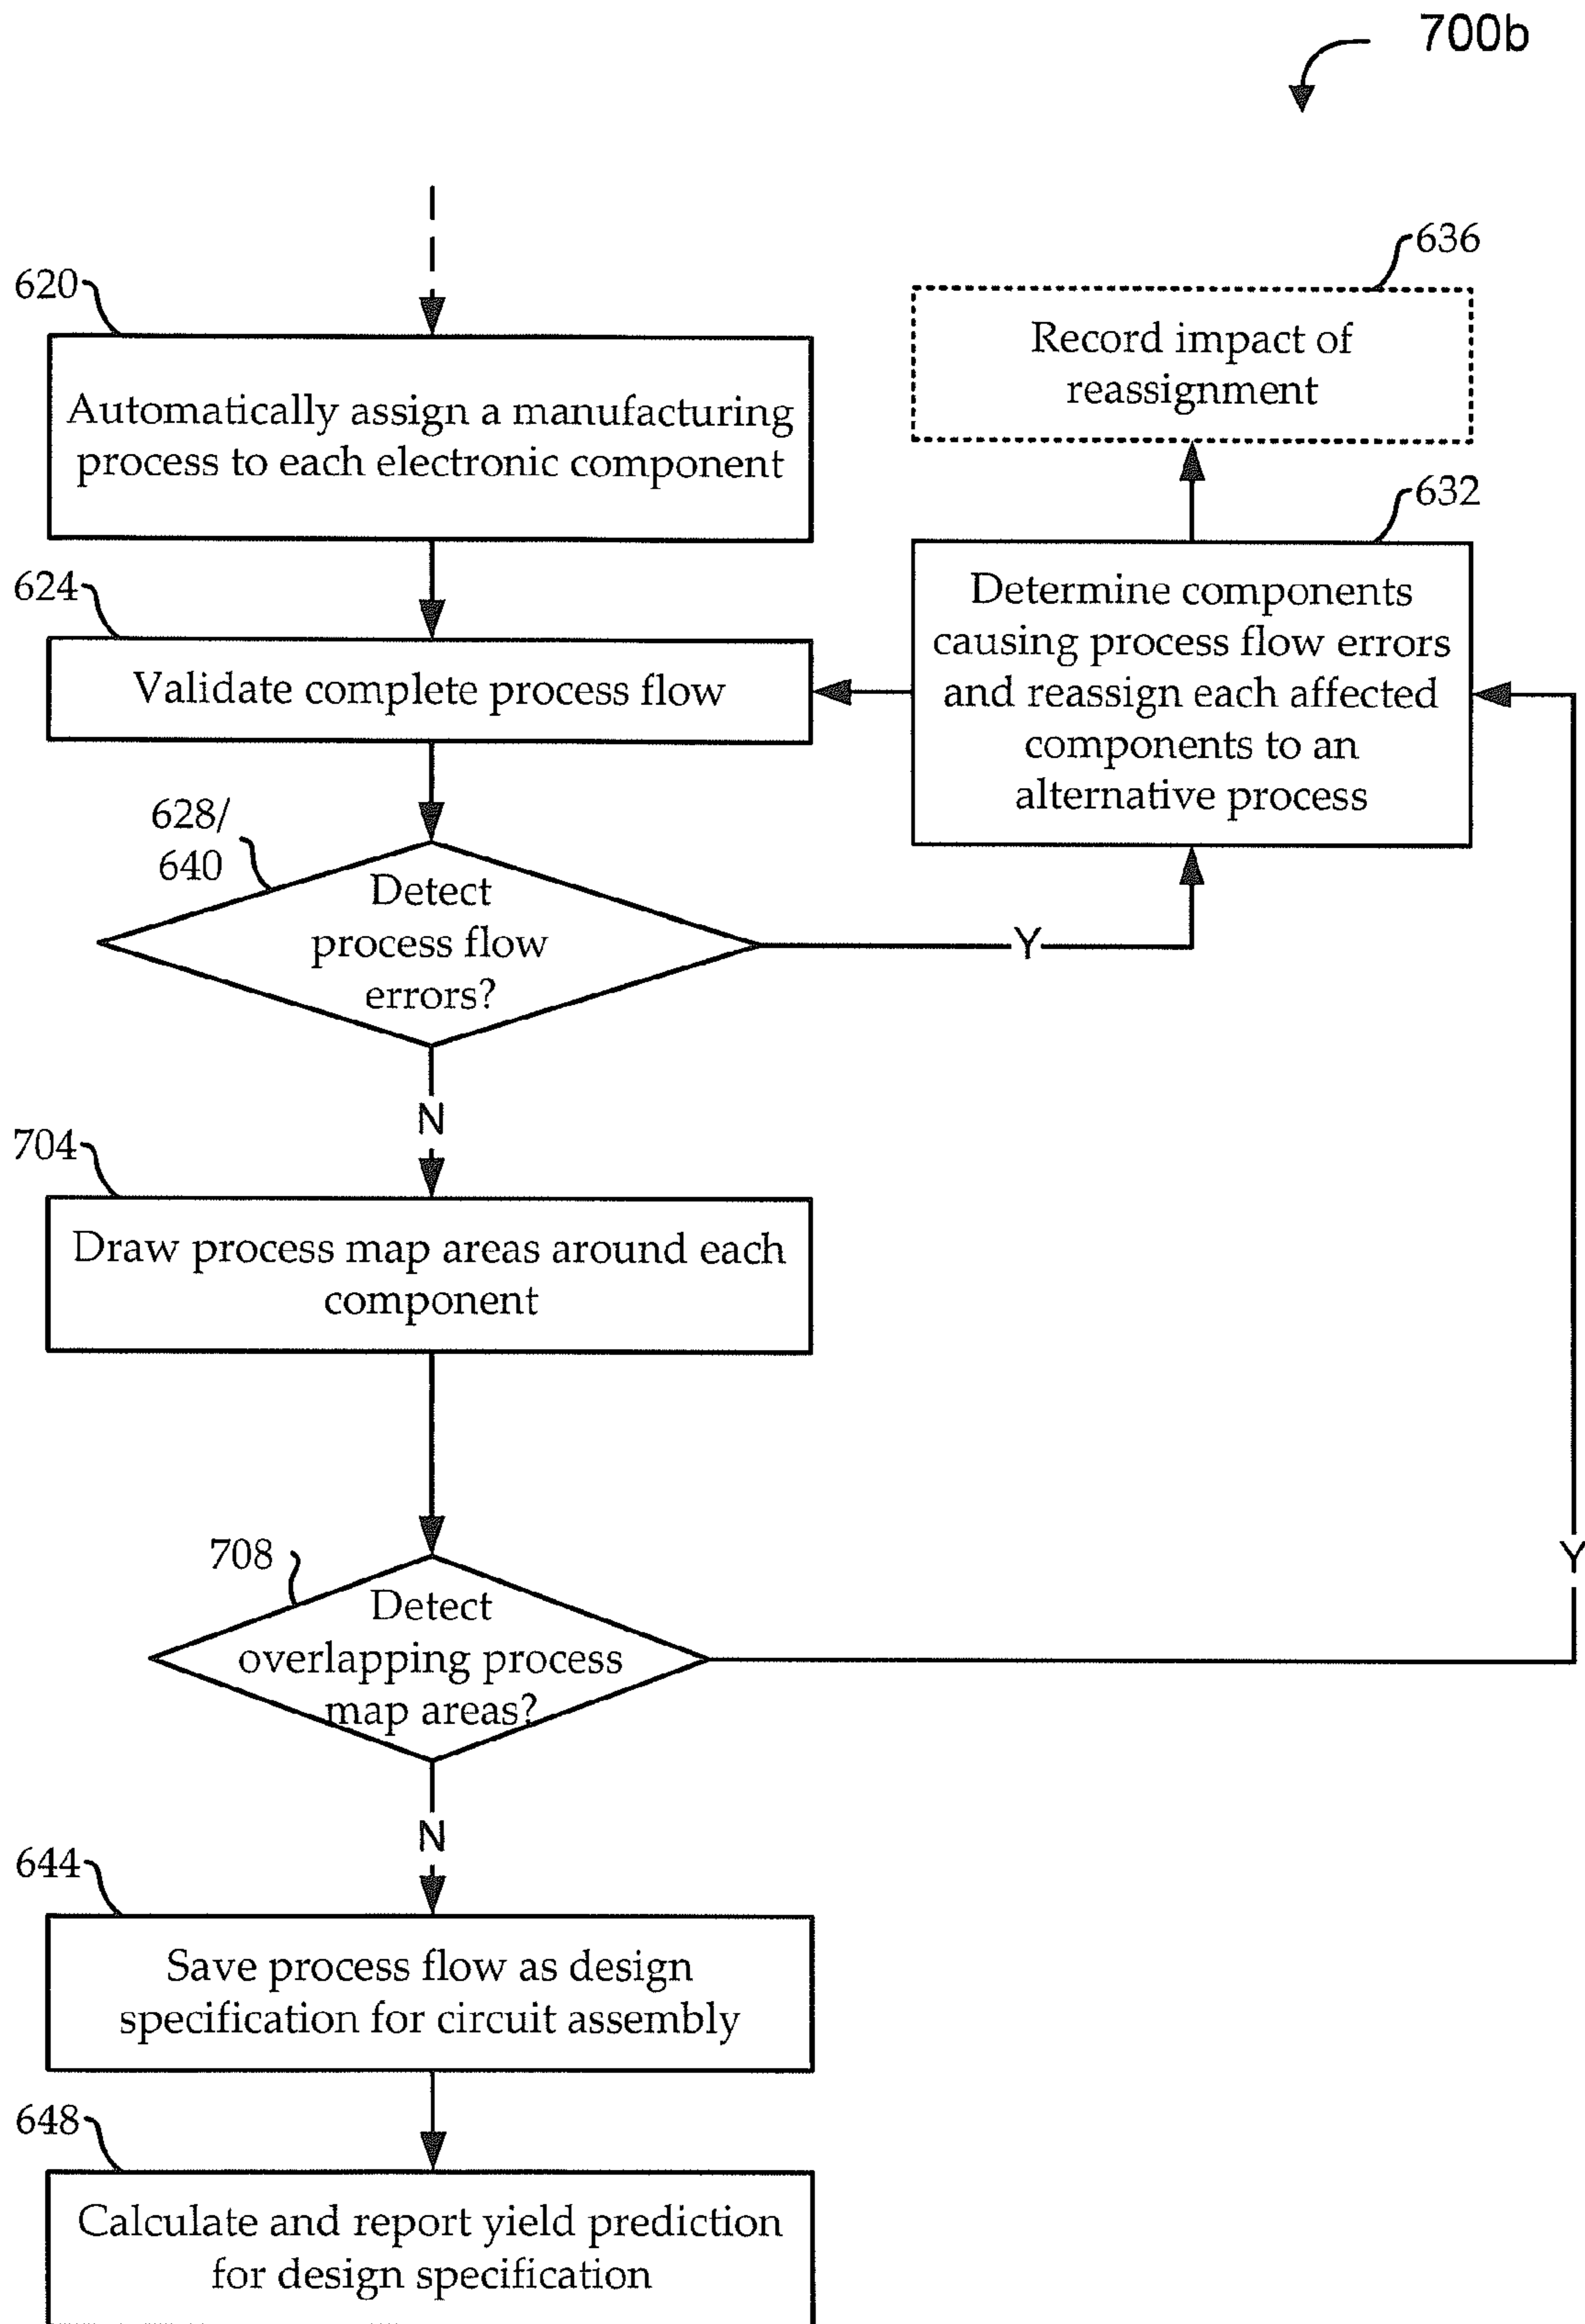 700b
636
Record impact of
reassignment
620
Automatically assign a manufacturing
process to each electronic component
632
Determine components
causing process flow errors
and reassign each affected
components to an
alternative process
624
Validate complete process flow
628/
640
Detect
process flow
errors?
Y
N
704
Draw process map areas around each
component
708
Detect
overlapping process
map areas?
Y
N
644
Save process flow as design
specification for circuit assembly
648
Calculate and report yield prediction
for design specification